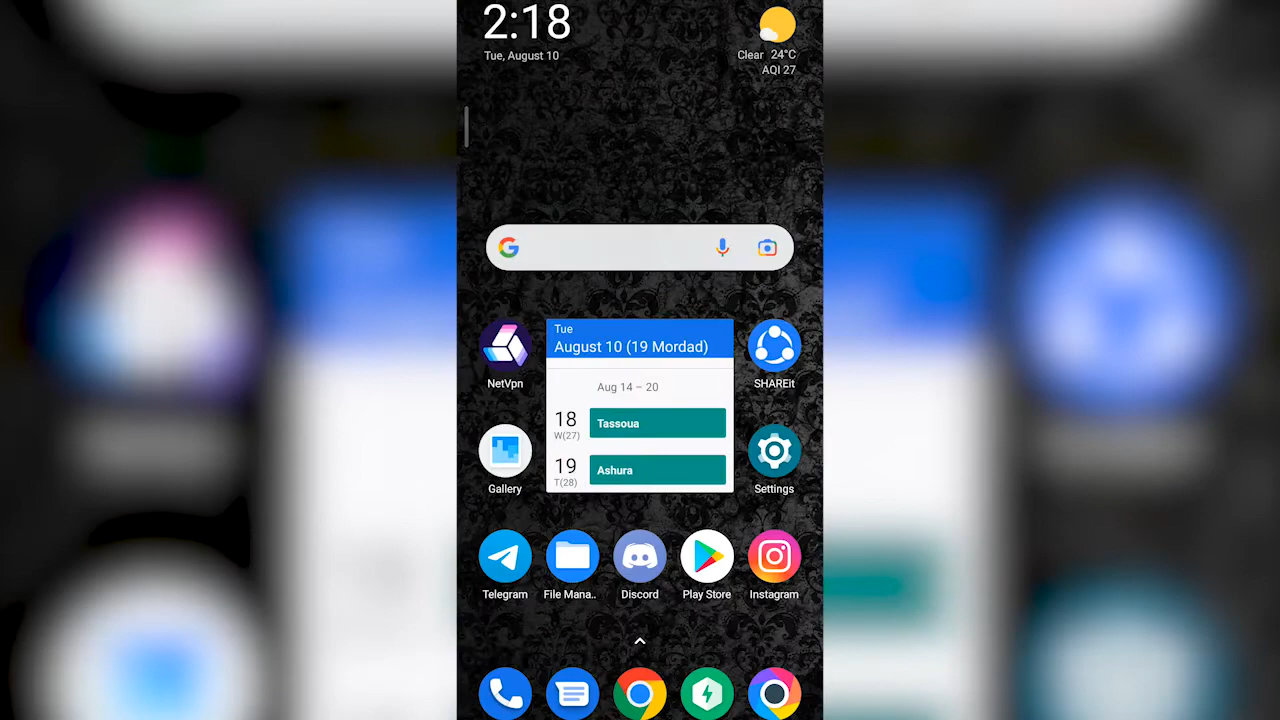 2:18
Tue, August 10
Clear 24°C
AQI 27
Tue
August 10 (19 Mordad)
Aug 14 – 20
18
W(27)
Tassoua
19
T(28)
Ashura
NetVpn
SHAREit
Gallery
Settings
Telegram
File Mana..
Discord
Play Store
Instagram